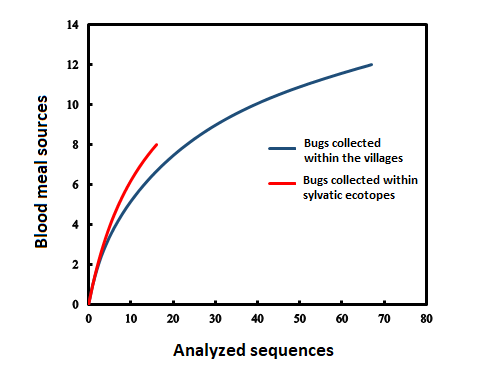 14
12
10
8
6
4
2
0
Blood meal sources
Bugs collected
within the villages
Bugs collected within
sylvatic ecotopes
0 10 20 30 40 50 60 70 80
Analyzed sequences